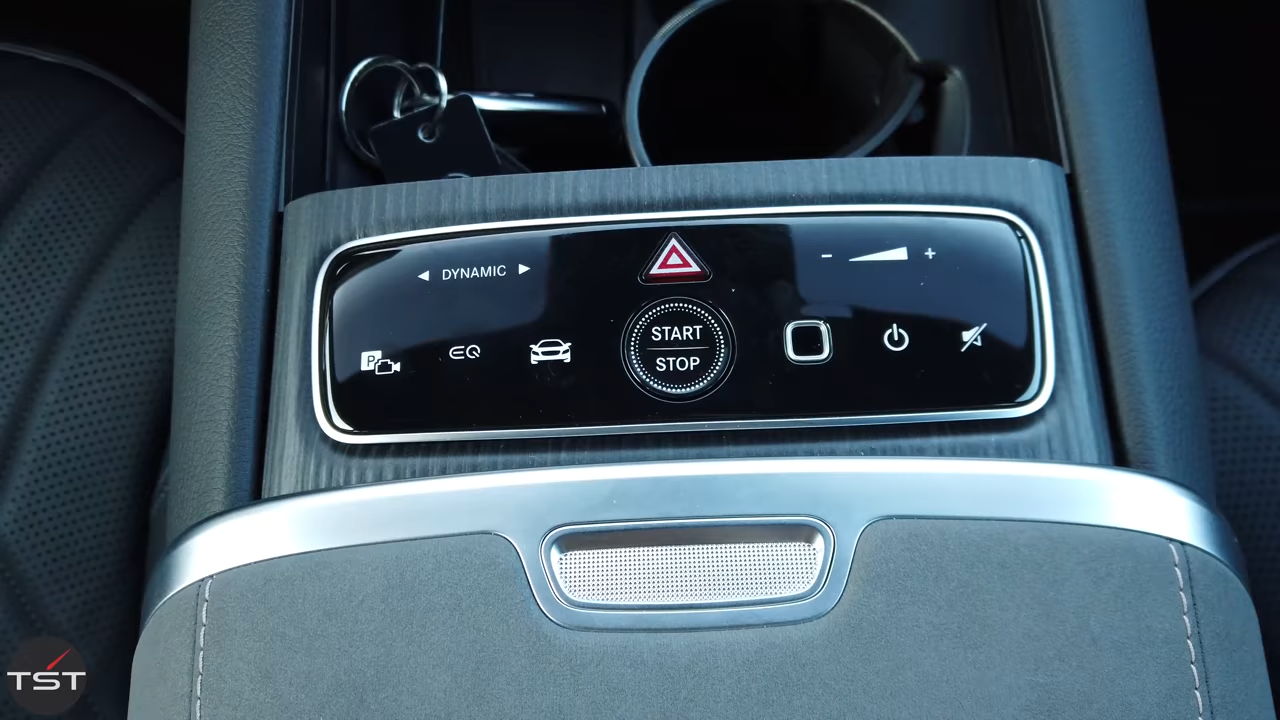 DYNAMIC
- +
START
STOP
P
EQ
TST